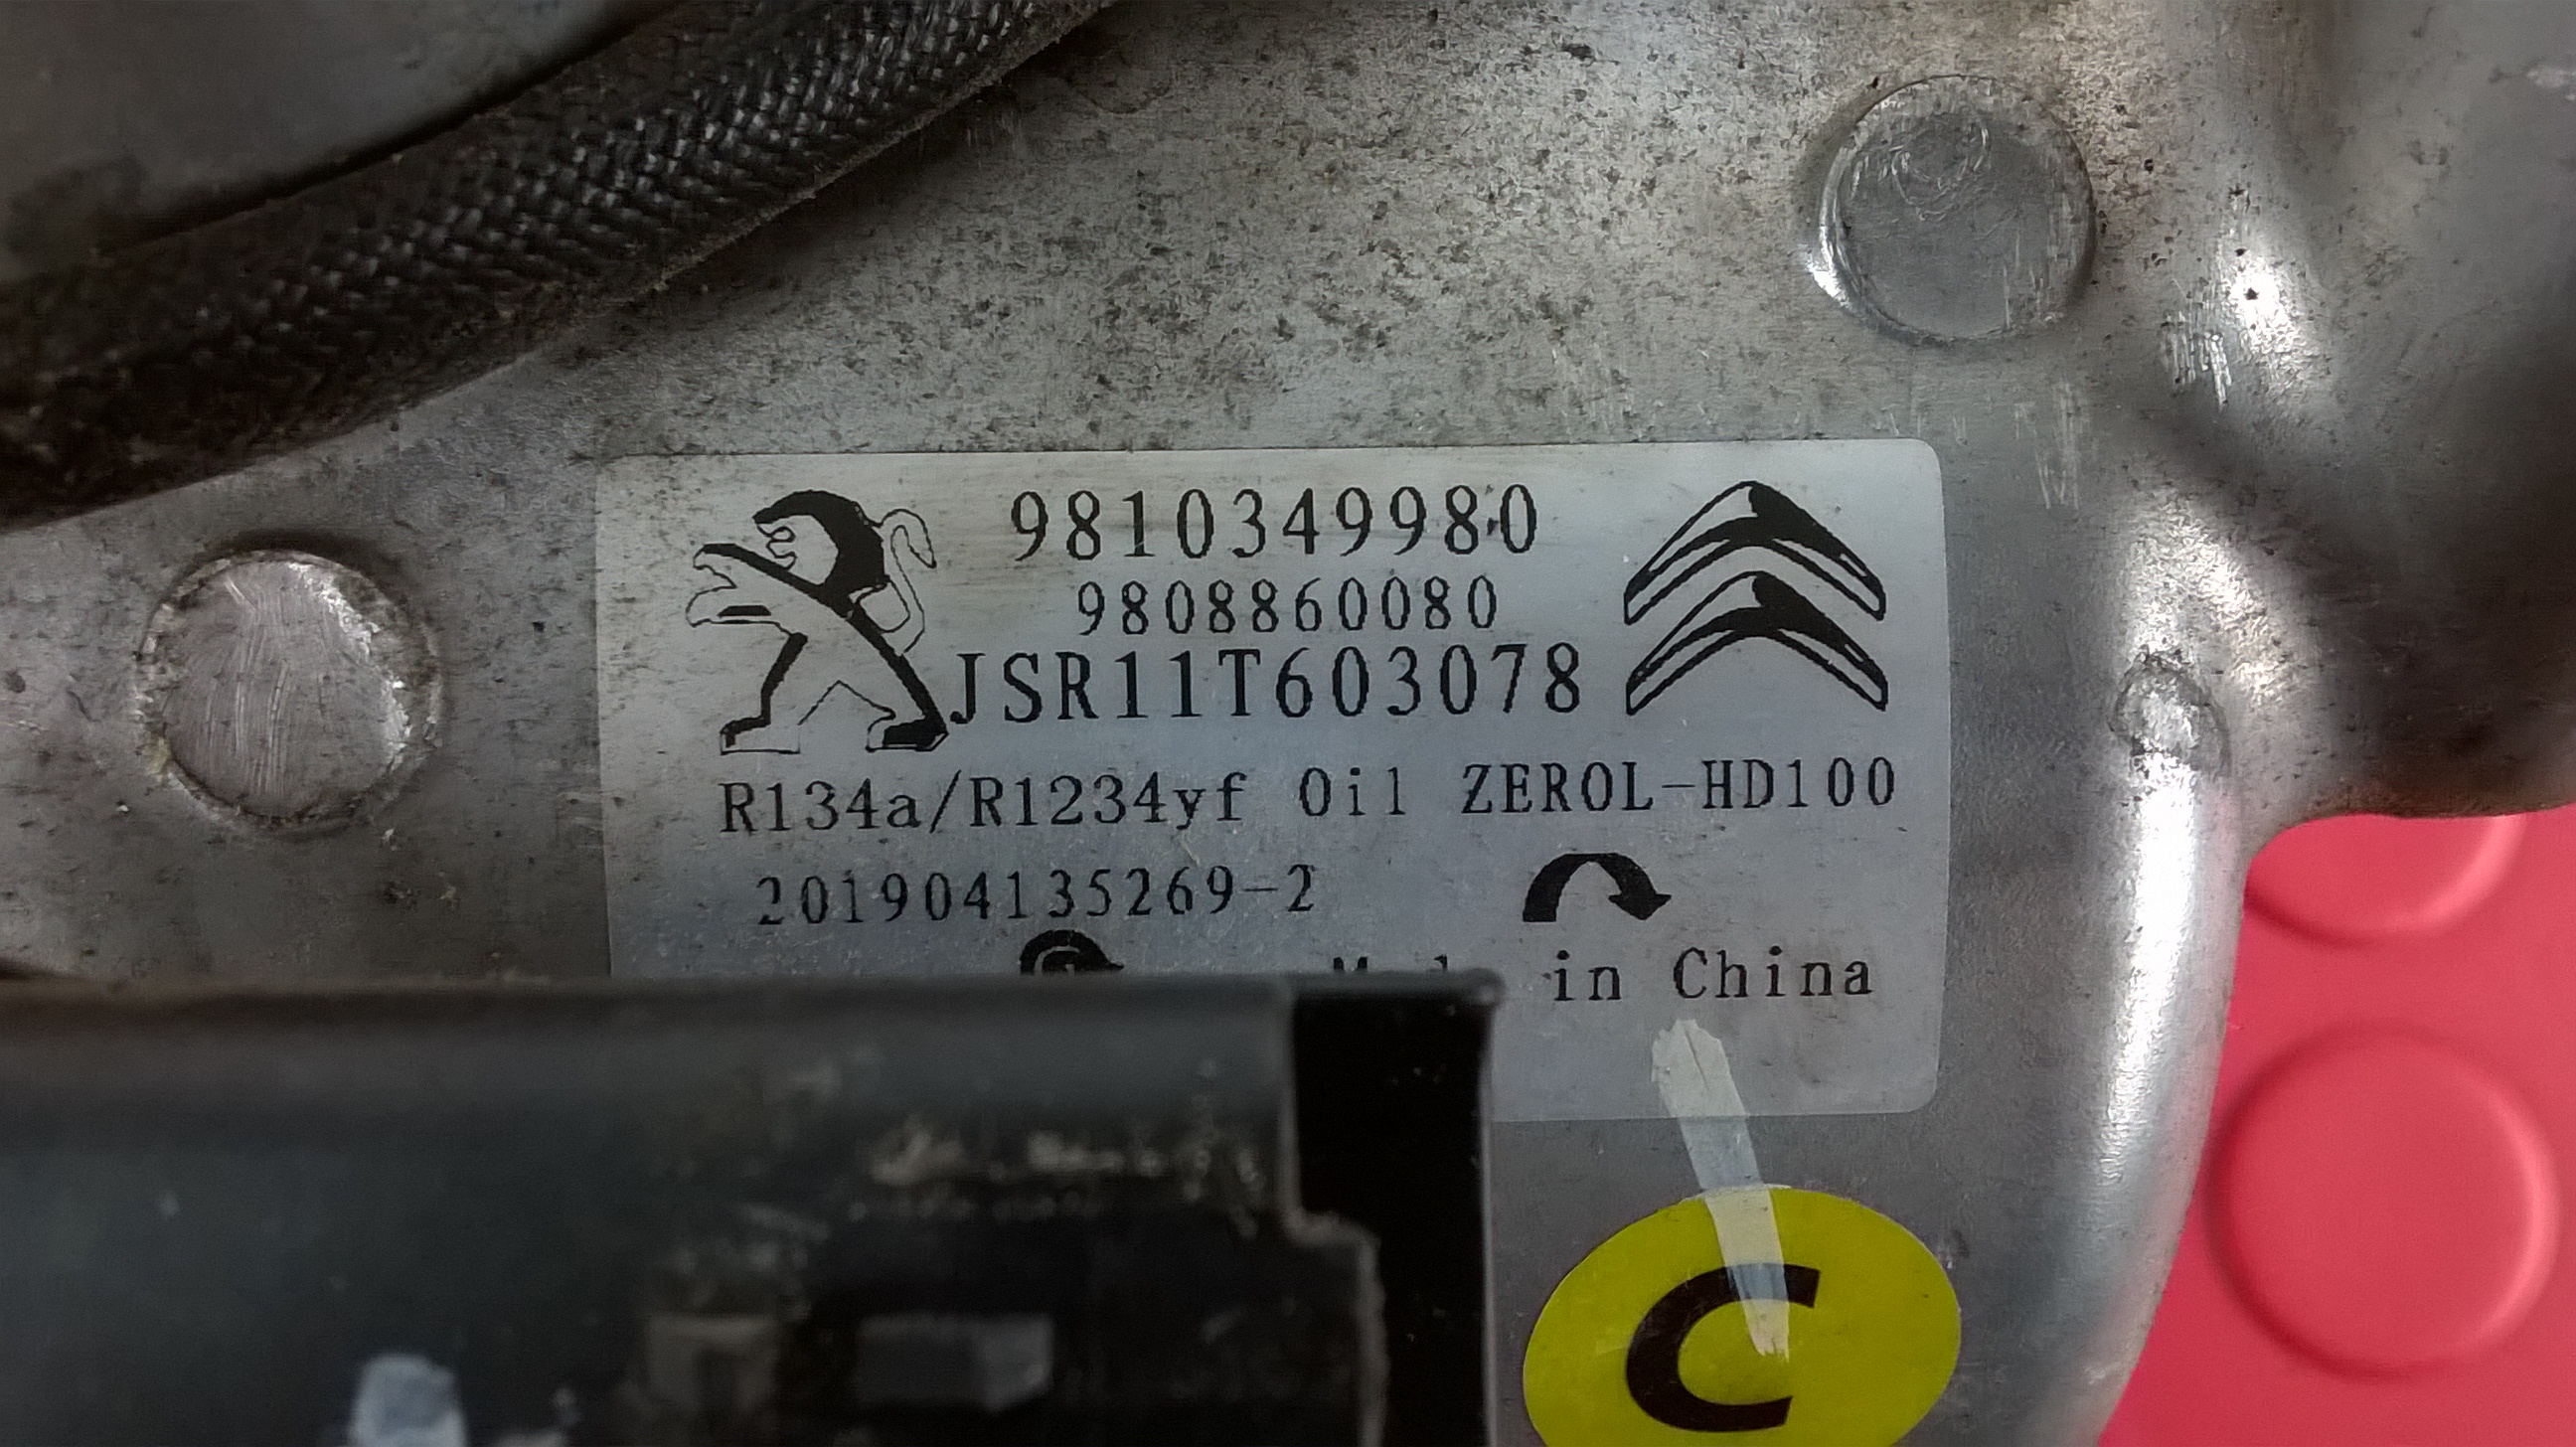 9810349980
9808860080
JSR11T603078
R134a/R1234yf Oil ZEROL-HD100
201904135269-2
in China
C